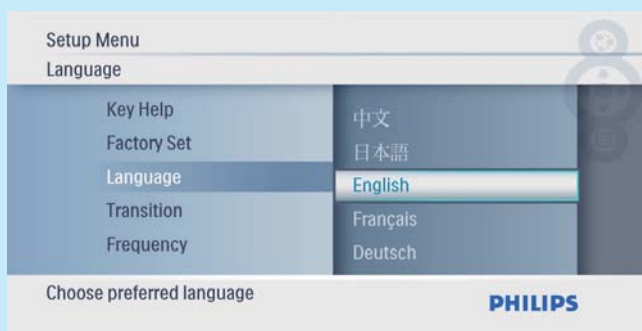 Setup Menu
Language
Key Help
Factory Set
Language
Transition
Frequency
中文
日本語
English
Français
Deutsch
Choose preferred language
PHILIPS